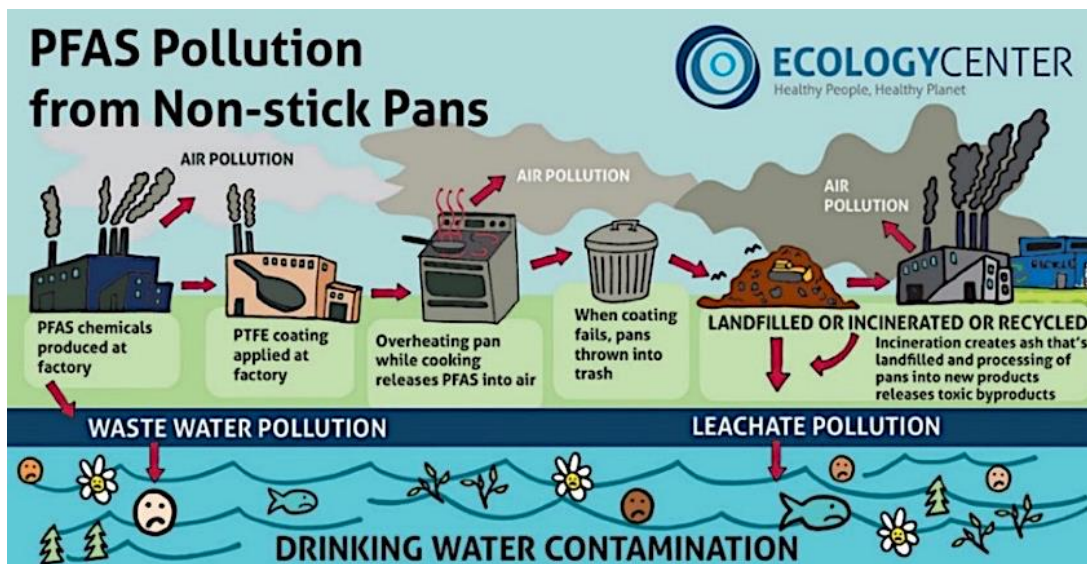 PFAS Pollution
from Non-stick Pans
ECOLOGYCENTER
Healthy People, Healthy Planet
AIR POLLUTION
AIR POLLUTION
AIR
POLLUTION
PFAS chemicals
produced at
factory
PTFE coating
applied at
factory
Overheating pan
while cooking
releases PFAS into air
When coating
fails, pans
thrown into
trash
LANDFILLED OR INCINERATED OR RECYCLED
Incineration creates ash that's
landfilled and processing of
pans into new products
releases toxic byproducts
WASTE WATER POLLUTION
LEACHATE POLLUTION
DRINKING WATER CONTAMINATION